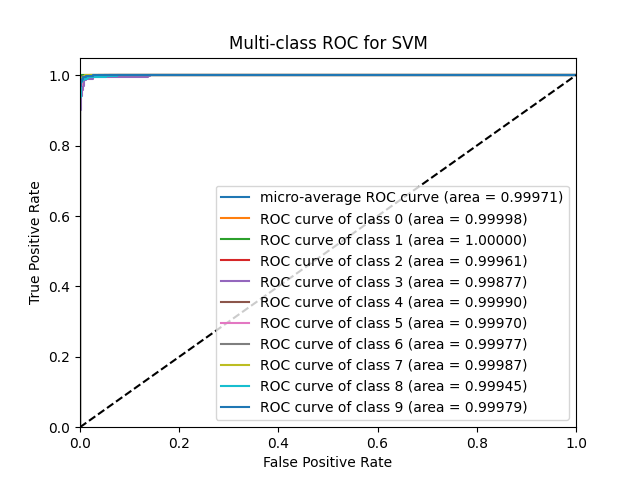 Multi-class ROC for SVM
1.0
0.8
0.6
0.4
0.2
0.0
True Positive Rate
micro-average ROC curve (area = 0.99971)
ROC curve of class 0 (area = 0.99998)
ROC curve of class 1 (area = 1.00000)
ROC curve of class 2 (area = 0.99961)
ROC curve of class 3 (area = 0.99877)
ROC curve of class 4 (area = 0.99990)
ROC curve of class 5 (area = 0.99970)
ROC curve of class 6 (area = 0.99977)
ROC curve of class 7 (area = 0.99987)
ROC curve of class 8 (area = 0.99945)
ROC curve of class 9 (area = 0.99979)
0.0 0.2 0.4 0.6 0.8 1.0
False Positive Rate